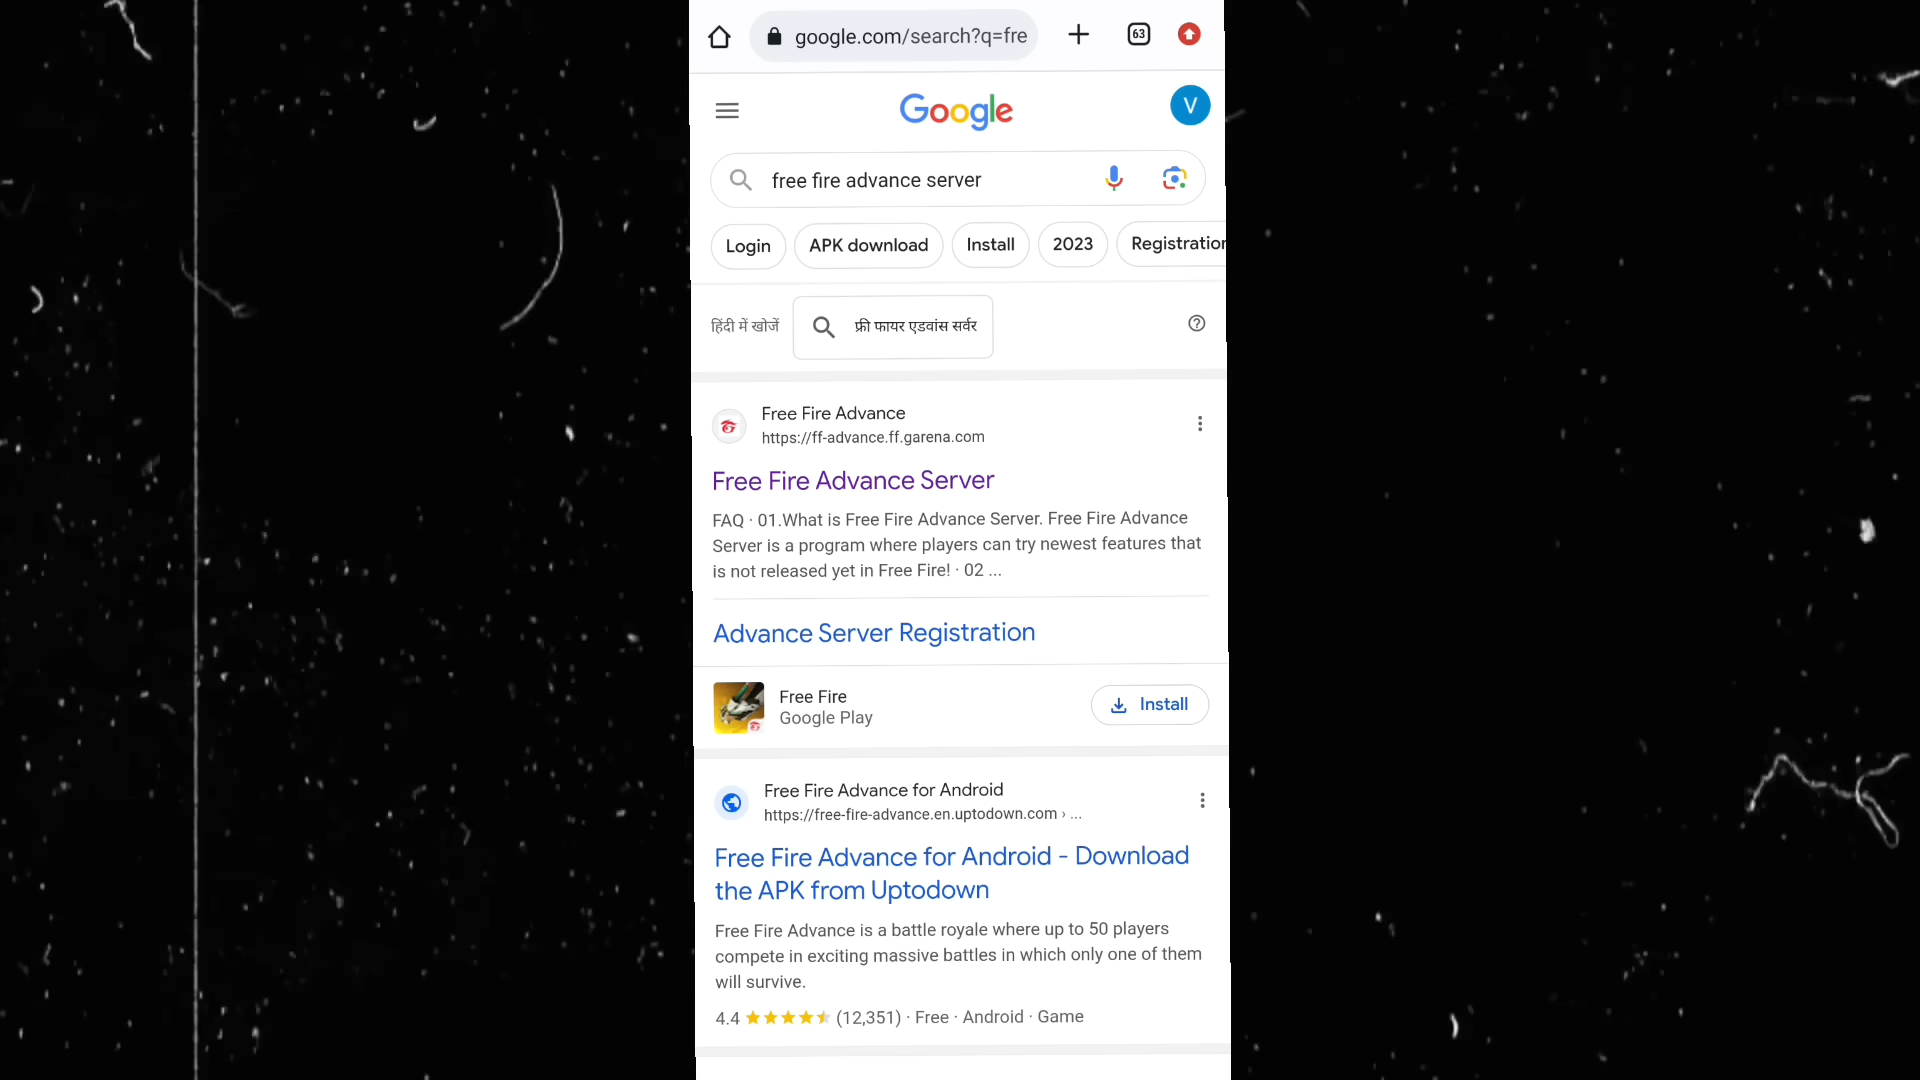 google.com/search?q=fre
63
Google
V
free fire advance server
Login
APK download
Install
2023
Registration
हिंदी में खोजें
फ्री फायर एडवांस सर्वर
Free Fire Advance
https://ff-advance.ff.garena.com
Free Fire Advance Server
FAQ · 01.What is Free Fire Advance Server. Free Fire Advance
Server is a program where players can try newest features that
is not released yet in Free Fire! · 02 ...
Advance Server Registration
Free Fire
Google Play
Install
Free Fire Advance for Android
https://free-fire-advance.en.uptodown.com › ...
Free Fire Advance for Android - Download
the APK from Uptodown
Free Fire Advance is a battle royale where up to 50 players
compete in exciting massive battles in which only one of them
will survive.
4.4 ★★★★★ (12,351) · Free · Android · Game